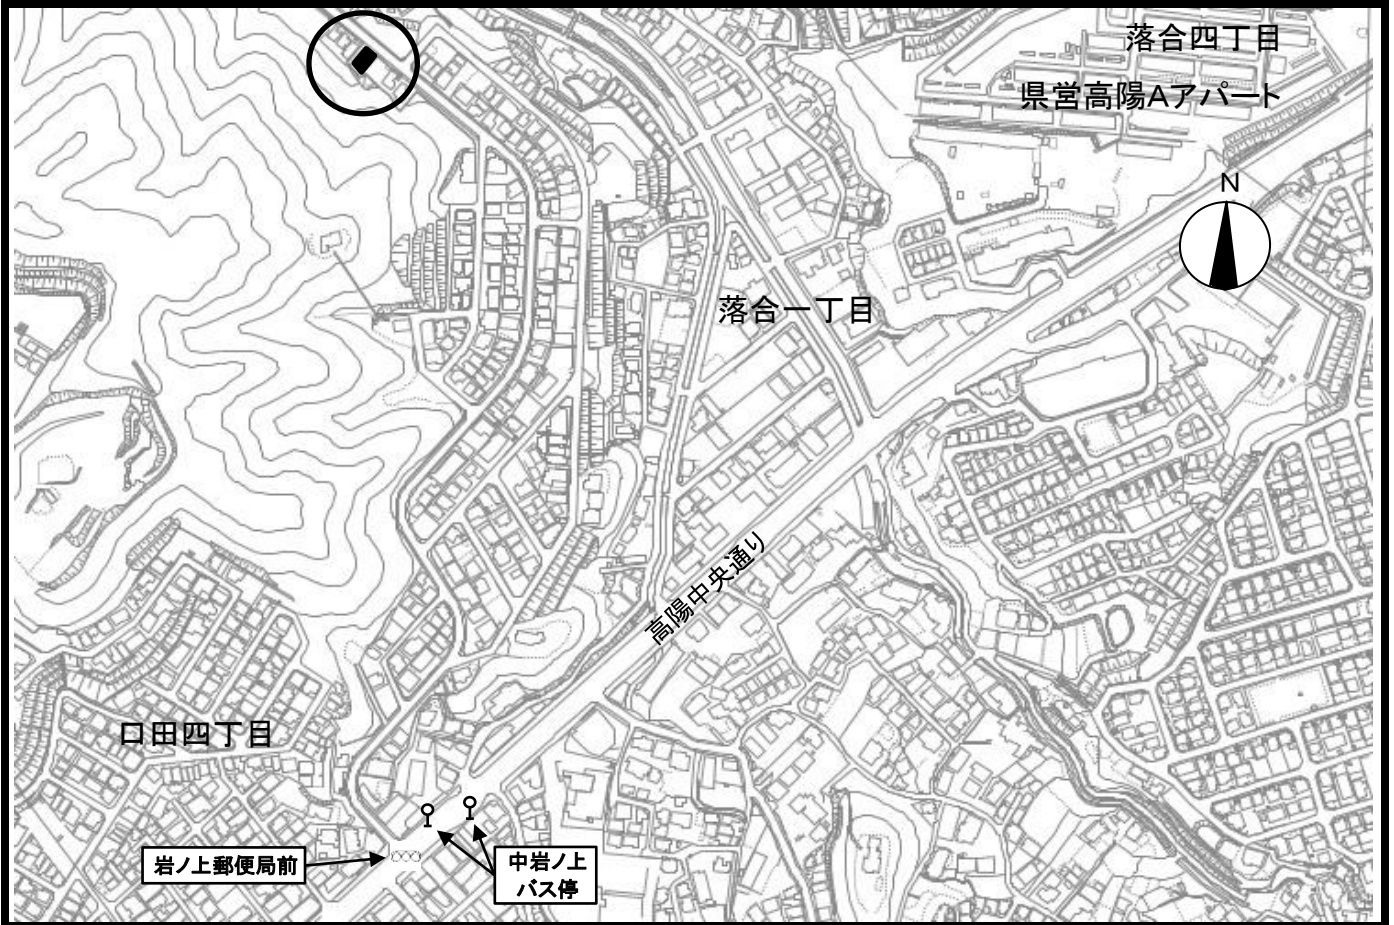 落合四丁目
県営高陽Aアパート
N
落合一丁目
高陽中央通り
口田四丁目
岩ノ上郵便局前
中岩ノ上
バス停